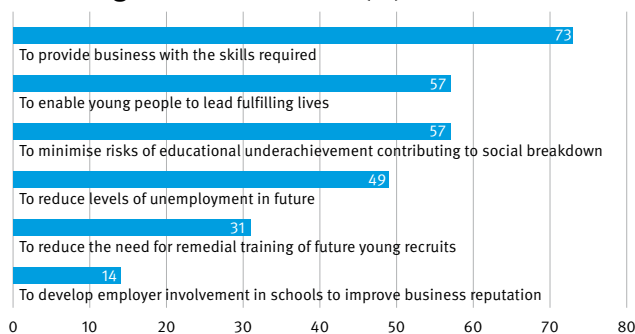 73
To provide business with the skills required
57
To enable young people to lead fulfilling lives
57
To minimise risks of educational underachievement contributing to social breakdown
49
To reduce levels of unemployment in future
31
To reduce the need for remedial training of future young recruits
14
To develop employer involvement in schools to improve business reputation
0 10 20 30 40 50 60 70 80